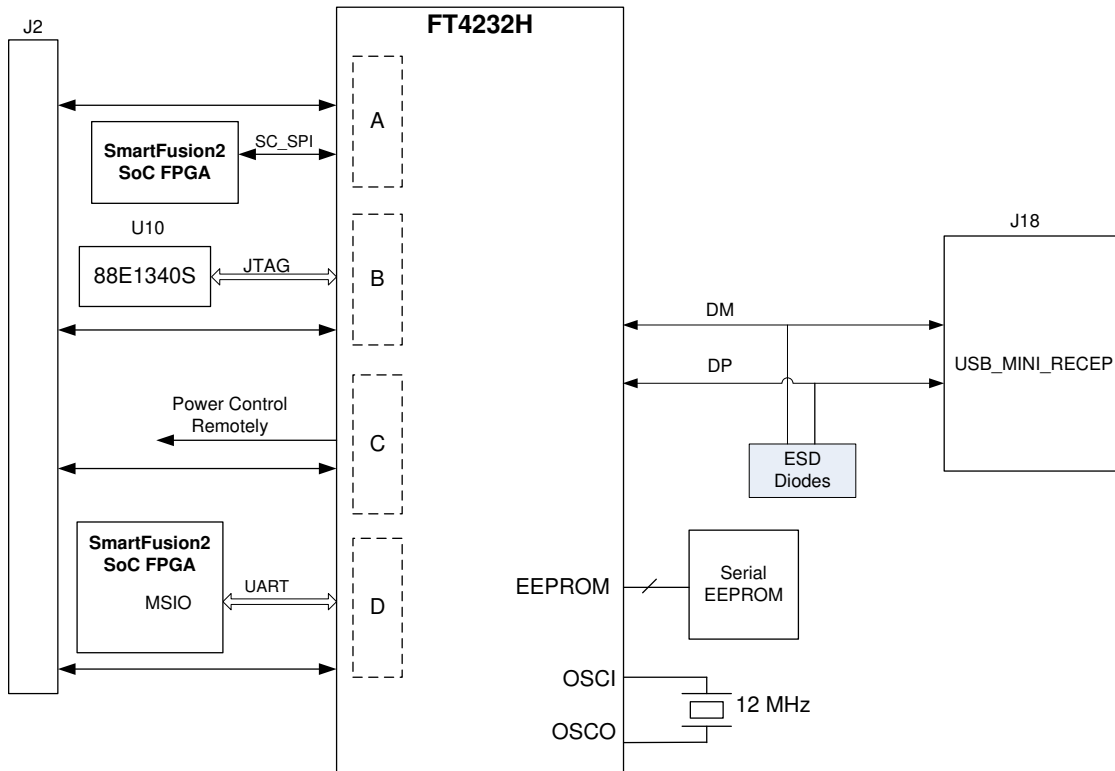 J2
FT4232H
A
SmartFusion2
SoC FPGA
SC_SPI
U10
88E1340S
JTAG
B
J18
DM
DP
USB_MINI_RECEP
Power Control
Remotely
C
ESD
Diodes
SmartFusion2
SoC FPGA
MSIO
UART
D
EEPROM
Serial
EEPROM
OSCI
12 MHz
OSCO